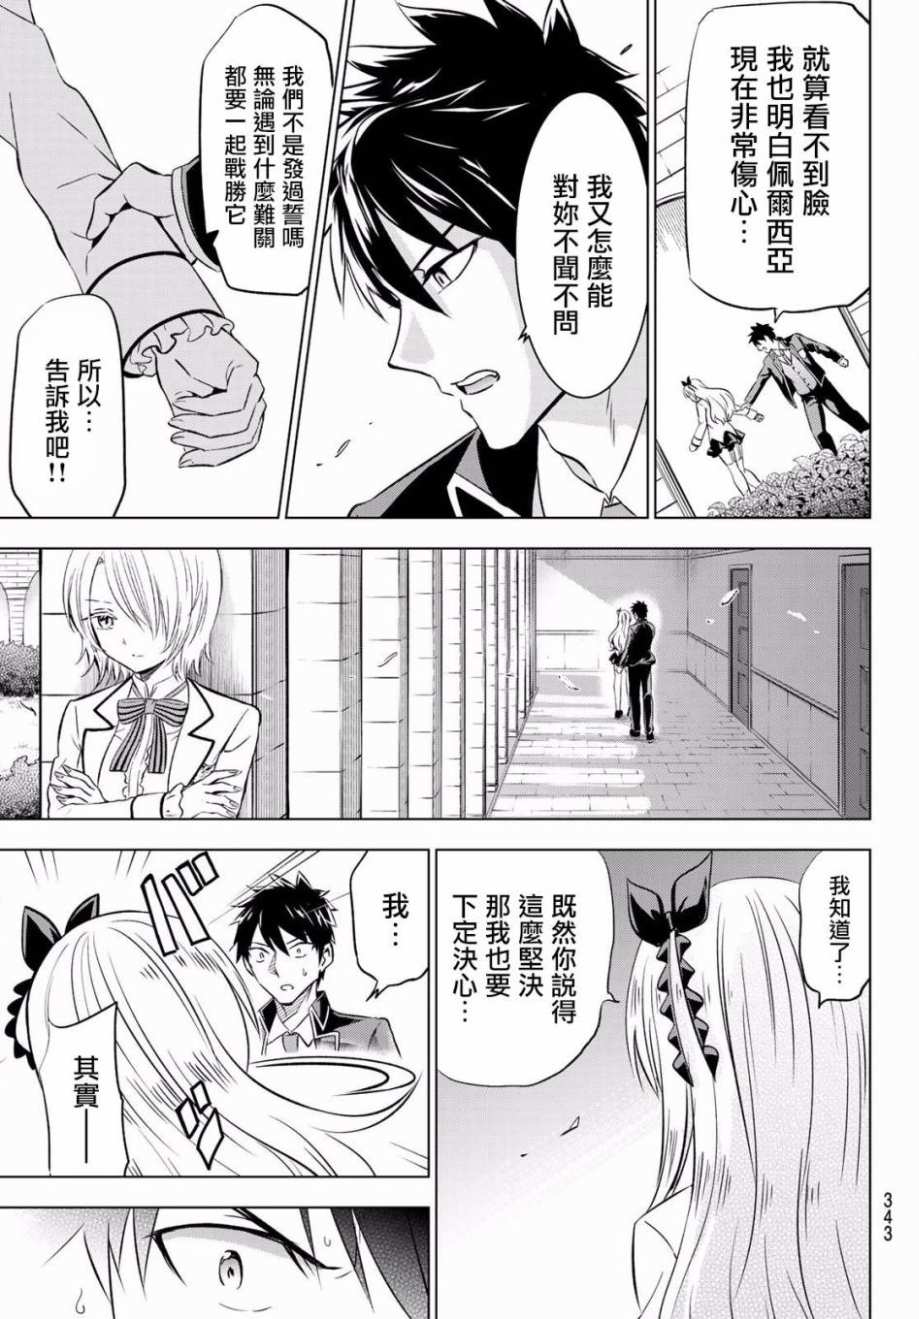 就算看不到臉
我也明白佩爾西亞
現在非常傷心…
我又怎麼能
對妳不聞不問
我們不是發過誓嗎
無論遇到什麼難關
都要一起戰勝它
所以…
告訴我吧!!
我知道了…
既然你說得
這麼堅決
那我也要
下定決心…
我…
其實——
343